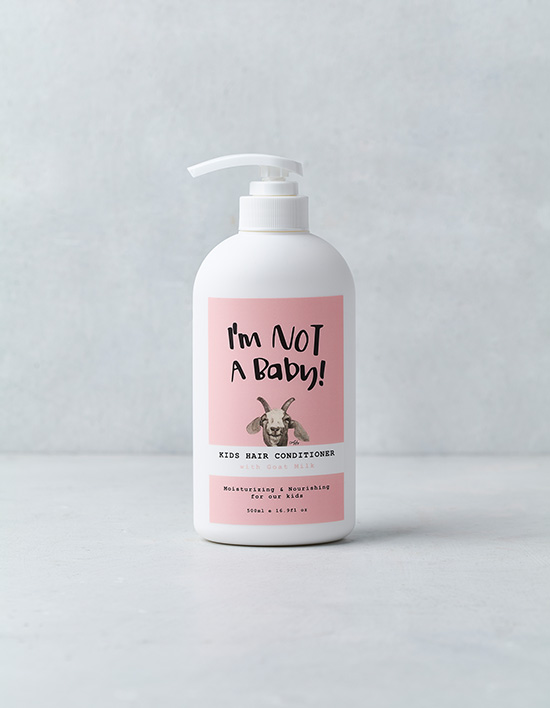 I'm NOT
A Baby!
KIDS HAIR CONDITIONER
with Goat Milk
Moisturizing & Nourishing
for our kids
500ml e 16.9fl oz